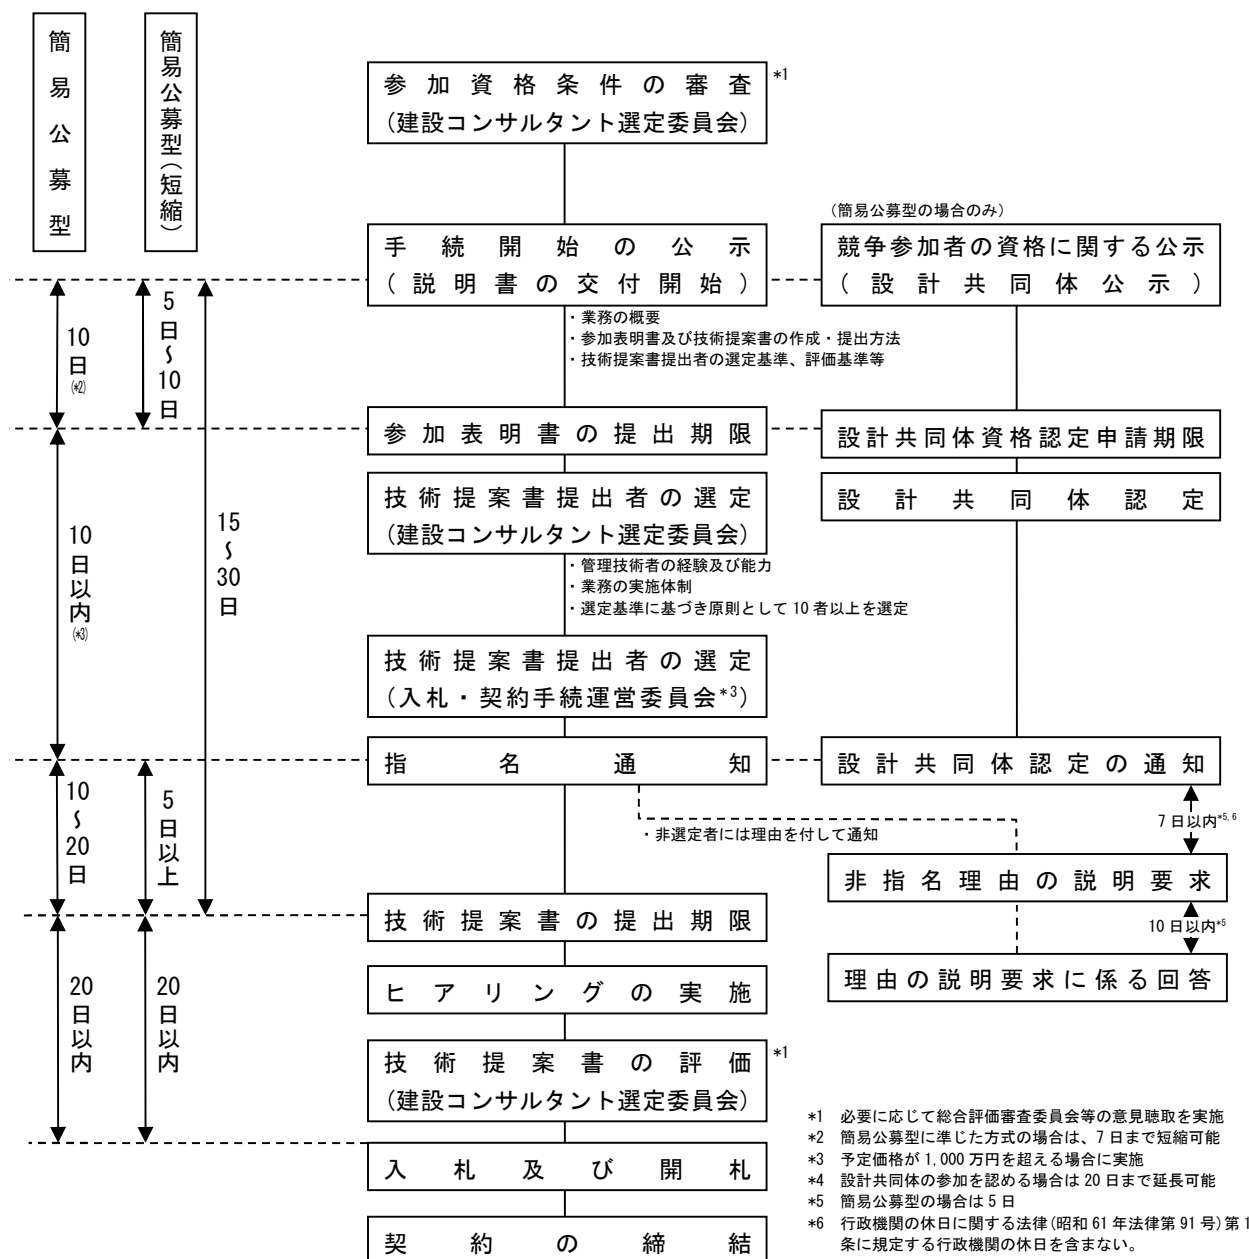 簡易公募型
簡易公募型(短縮)
参加資格条件の審査
(建設コンサルタント選定委員会)
*1
手続開始の公示
(説明書の交付開始)
(簡易公募型の場合のみ)
競争参加者の資格に関する公示
(設計共同体公示)
・業務の概要
・参加表明書及び技術提案書の作成・提出方法
・技術提案書提出者の選定基準、評価基準等
10日(*2)
5日～10日
15～30日
参加表明書の提出期限
設計共同体資格認定申請期限
技術提案書提出者の選定
(建設コンサルタント選定委員会)
設計共同体認定
・管理技術者の経験及び能力
・業務の実施体制
・選定基準に基づき原則として10者以上を選定
10日以内(*3)
技術提案書提出者の選定
(入札・契約手続運営委員会*3)
指名通知
設計共同体認定の通知
10～20日
5日以上
・非選定者には理由を付して通知
7日以内*5,6
非指名理由の説明要求
技術提案書の提出期限
10日以内*5
理由の説明要求に係る回答
20日以内
20日以内
ヒアリングの実施
技術提案書の評価
(建設コンサルタント選定委員会)
*1
入札及び開札
契約の締結
*1 必要に応じて総合評価審査委員会等の意見聴取を実施
*2 簡易公募型に準じた方式の場合は、7日まで短縮可能
*3 予定価格が1,000万円を超える場合に実施
*4 設計共同体の参加を認める場合は20日まで延長可能
*5 簡易公募型の場合は5日
*6 行政機関の休日に関する法律(昭和61年法律第91号)第1
条に規定する行政機関の休日を含まない。